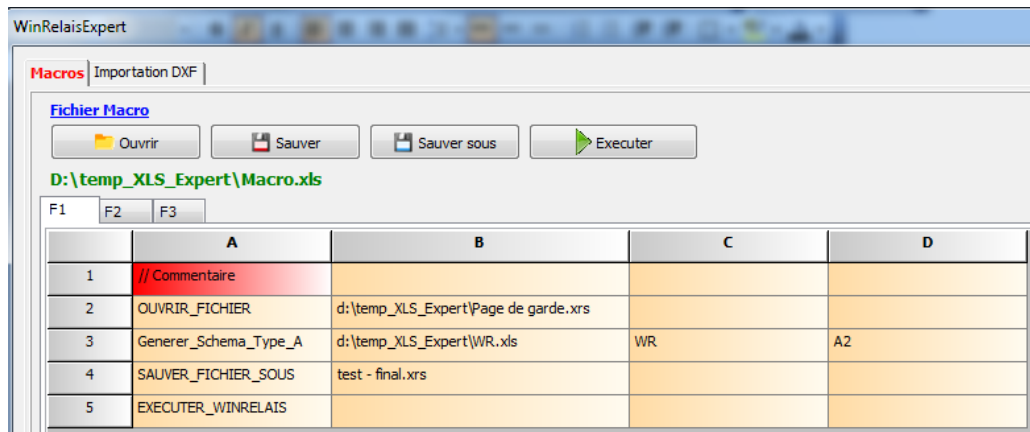 WinRelaisExpert
Macros Importation DXF
Fichier Macro
Ouvrir Sauver Sauver sous Executer
D:\temp_XLS_Expert\Macro.xls
F1 F2 F3
A B C D
1 // Commentaire
2 OUVRIR_FICHIER d:\temp_XLS_Expert\Page de garde.xrs
3 Generer_Schema_Type_A d:\temp_XLS_Expert\WR.xls WR A2
4 SAUVER_FICHIER_SOUS test - final.xrs
5 EXECUTER_WINRELAIS